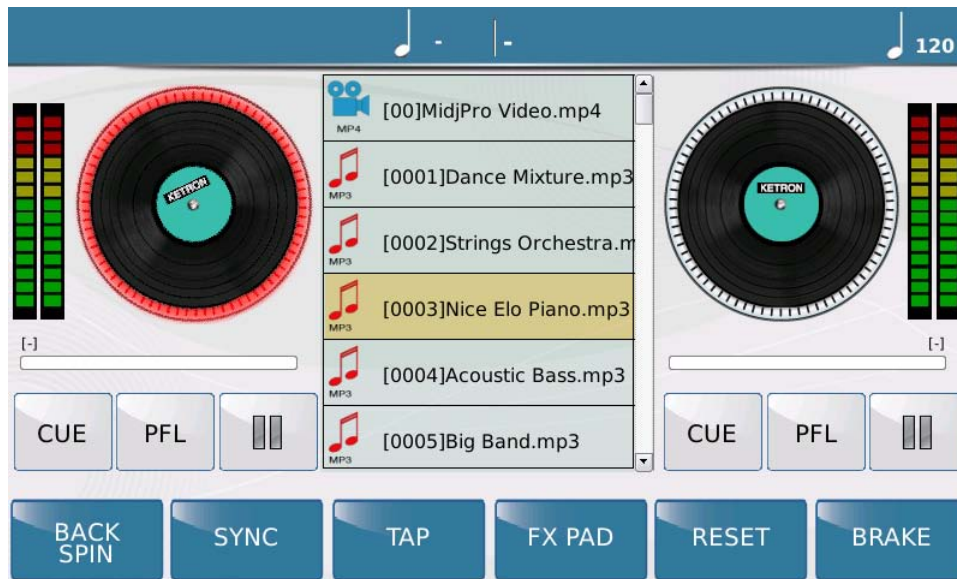 - -
120
KETRON
KETRON
MP4
[00]MidjPro Video.mp4
MP3
[0001]Dance Mixture.mp3
MP3
[0002]Strings Orchestra.m
MP3
[0003]Nice Elo Piano.mp3
MP3
[0004]Acoustic Bass.mp3
MP3
[0005]Big Band.mp3
[-]
[-]
CUE
PFL
CUE
PFL
BACK
SPIN
SYNC
TAP
FX PAD
RESET
BRAKE